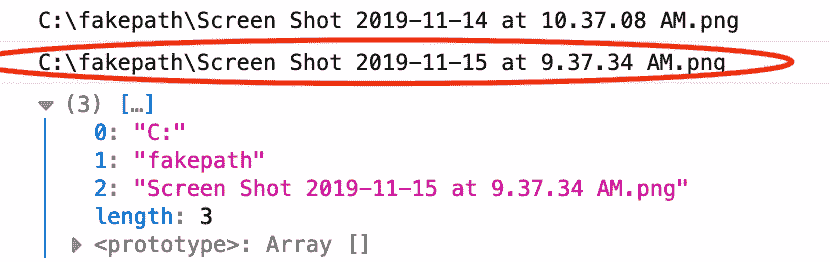 C:\fakepath\Screen Shot 2019-11-14 at 10.37.08 AM.png
C:\fakepath\Screen Shot 2019-11-15 at 9.37.34 AM.png
(3) […]
0: "C:"
1: "fakepath"
2: "Screen Shot 2019-11-15 at 9.37.34 AM.png"
length: 3
<prototype>: Array []